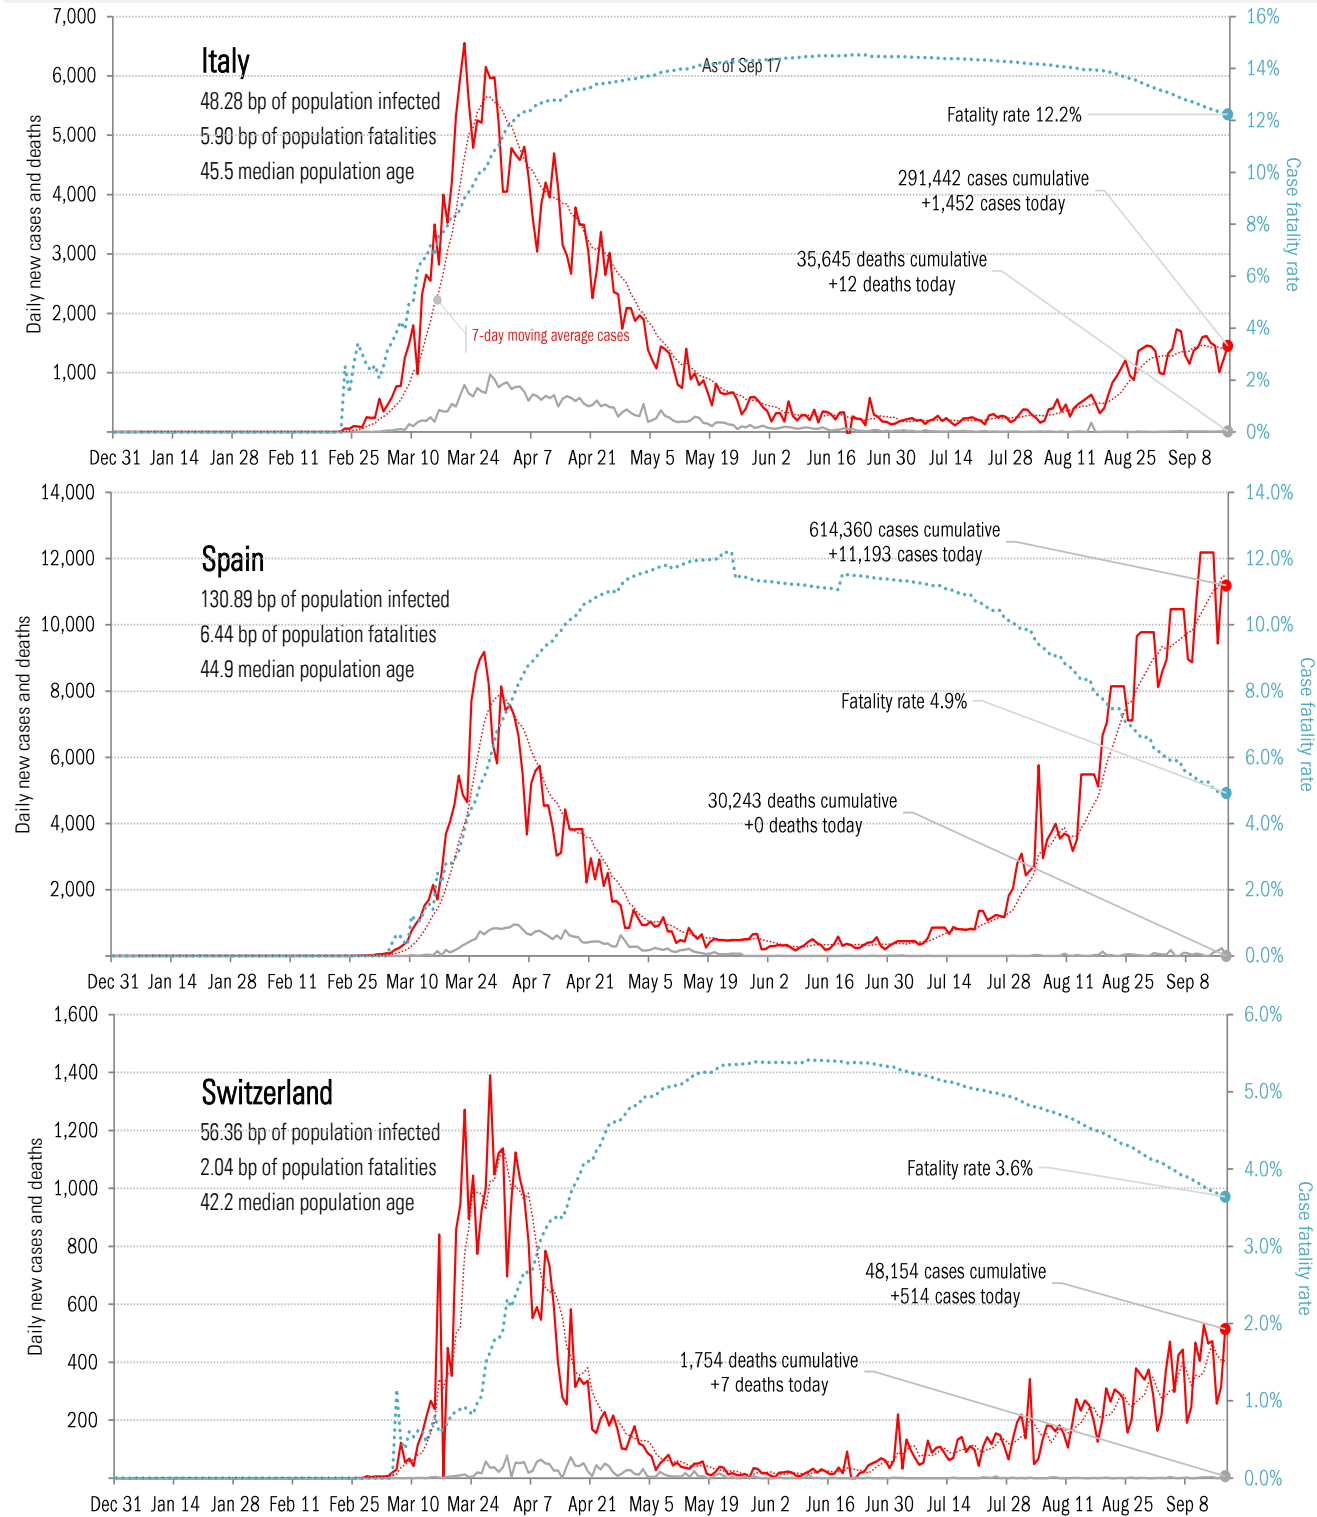 7,000
6,000
5,000
4,000
3,000
2,000
1,000
Daily new cases and deaths
Italy
48.28 bp of population infected
5.90 bp of population fatalities
45.5 median population age
As of Sep 17
Fatality rate 12.2%
291,442 cases cumulative
+1,452 cases today
35,645 deaths cumulative
+12 deaths today
7-day moving average cases
16%
14%
12%
10%
8%
6%
4%
2%
0%
Case fatality rate
Dec 31 Jan 14 Jan 28 Feb 11 Feb 25 Mar 10 Mar 24 Apr 7 Apr 21 May 5 May 19 Jun 2 Jun 16 Jun 30 Jul 14 Jul 28 Aug 11 Aug 25 Sep 8
14,000
12,000
10,000
8,000
6,000
4,000
2,000
Daily new cases and deaths
Spain
130.89 bp of population infected
6.44 bp of population fatalities
44.9 median population age
614,360 cases cumulative
+11,193 cases today
Fatality rate 4.9%
30,243 deaths cumulative
+0 deaths today
14.0%
12.0%
10.0%
8.0%
6.0%
4.0%
2.0%
0.0%
Case fatality rate
Dec 31 Jan 14 Jan 28 Feb 11 Feb 25 Mar 10 Mar 24 Apr 7 Apr 21 May 5 May 19 Jun 2 Jun 16 Jun 30 Jul 14 Jul 28 Aug 11 Aug 25 Sep 8
1,600
1,400
1,200
1,000
800
600
400
200
Daily new cases and deaths
Switzerland
56.36 bp of population infected
2.04 bp of population fatalities
42.2 median population age
Fatality rate 3.6%
48,154 cases cumulative
+514 cases today
1,754 deaths cumulative
+7 deaths today
6.0%
5.0%
4.0%
3.0%
2.0%
1.0%
0.0%
Case fatality rate
Dec 31 Jan 14 Jan 28 Feb 11 Feb 25 Mar 10 Mar 24 Apr 7 Apr 21 May 5 May 19 Jun 2 Jun 16 Jun 30 Jul 14 Jul 28 Aug 11 Aug 25 Sep 8